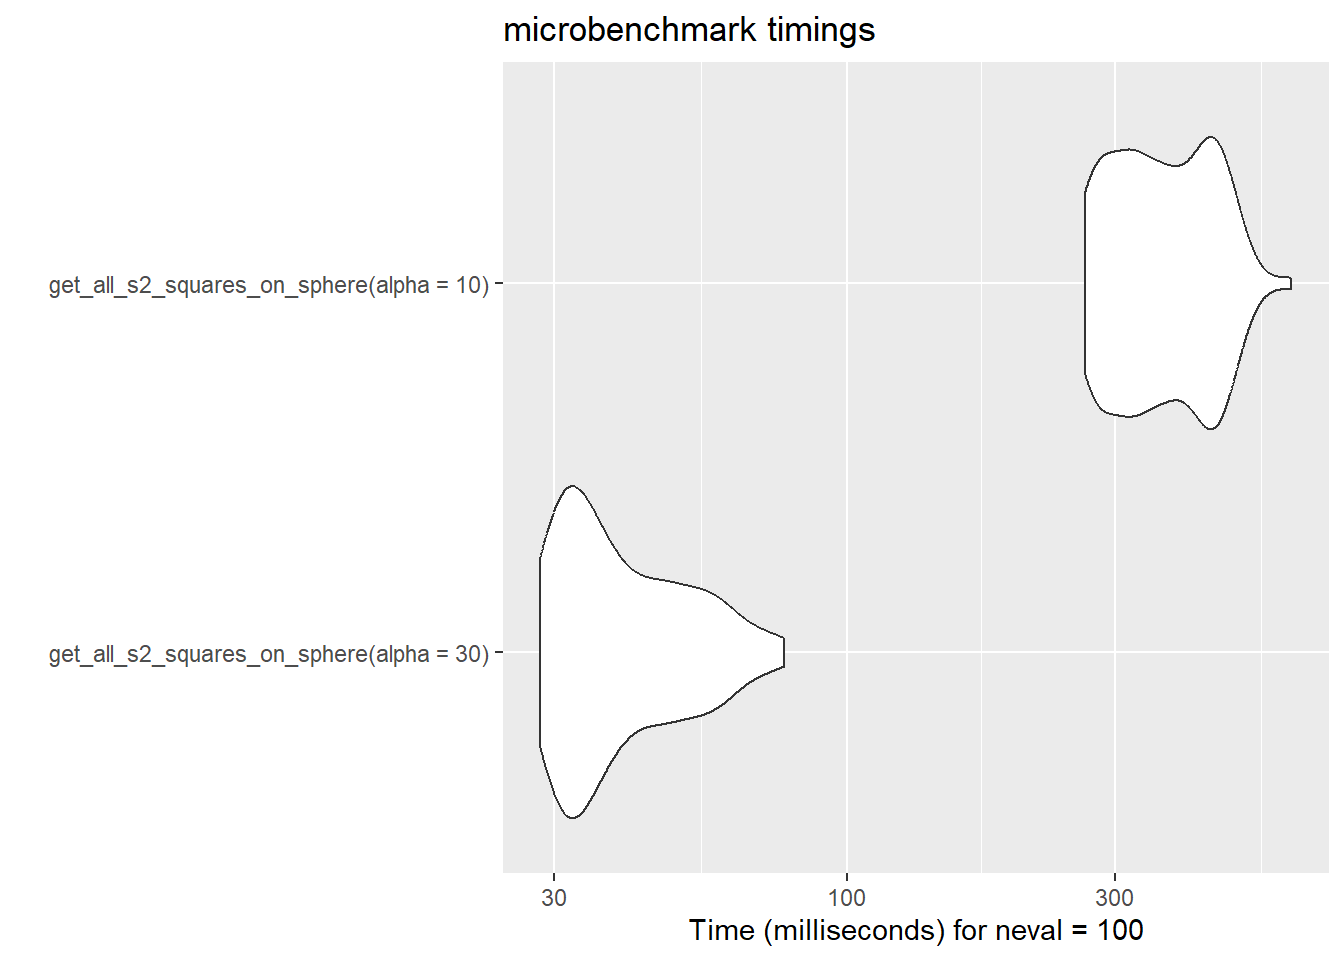 microbenchmark timings
get_all_s2_squares_on_sphere(alpha = 10)
get_all_s2_squares_on_sphere(alpha = 30)
30 100 300
Time (milliseconds) for neval = 100